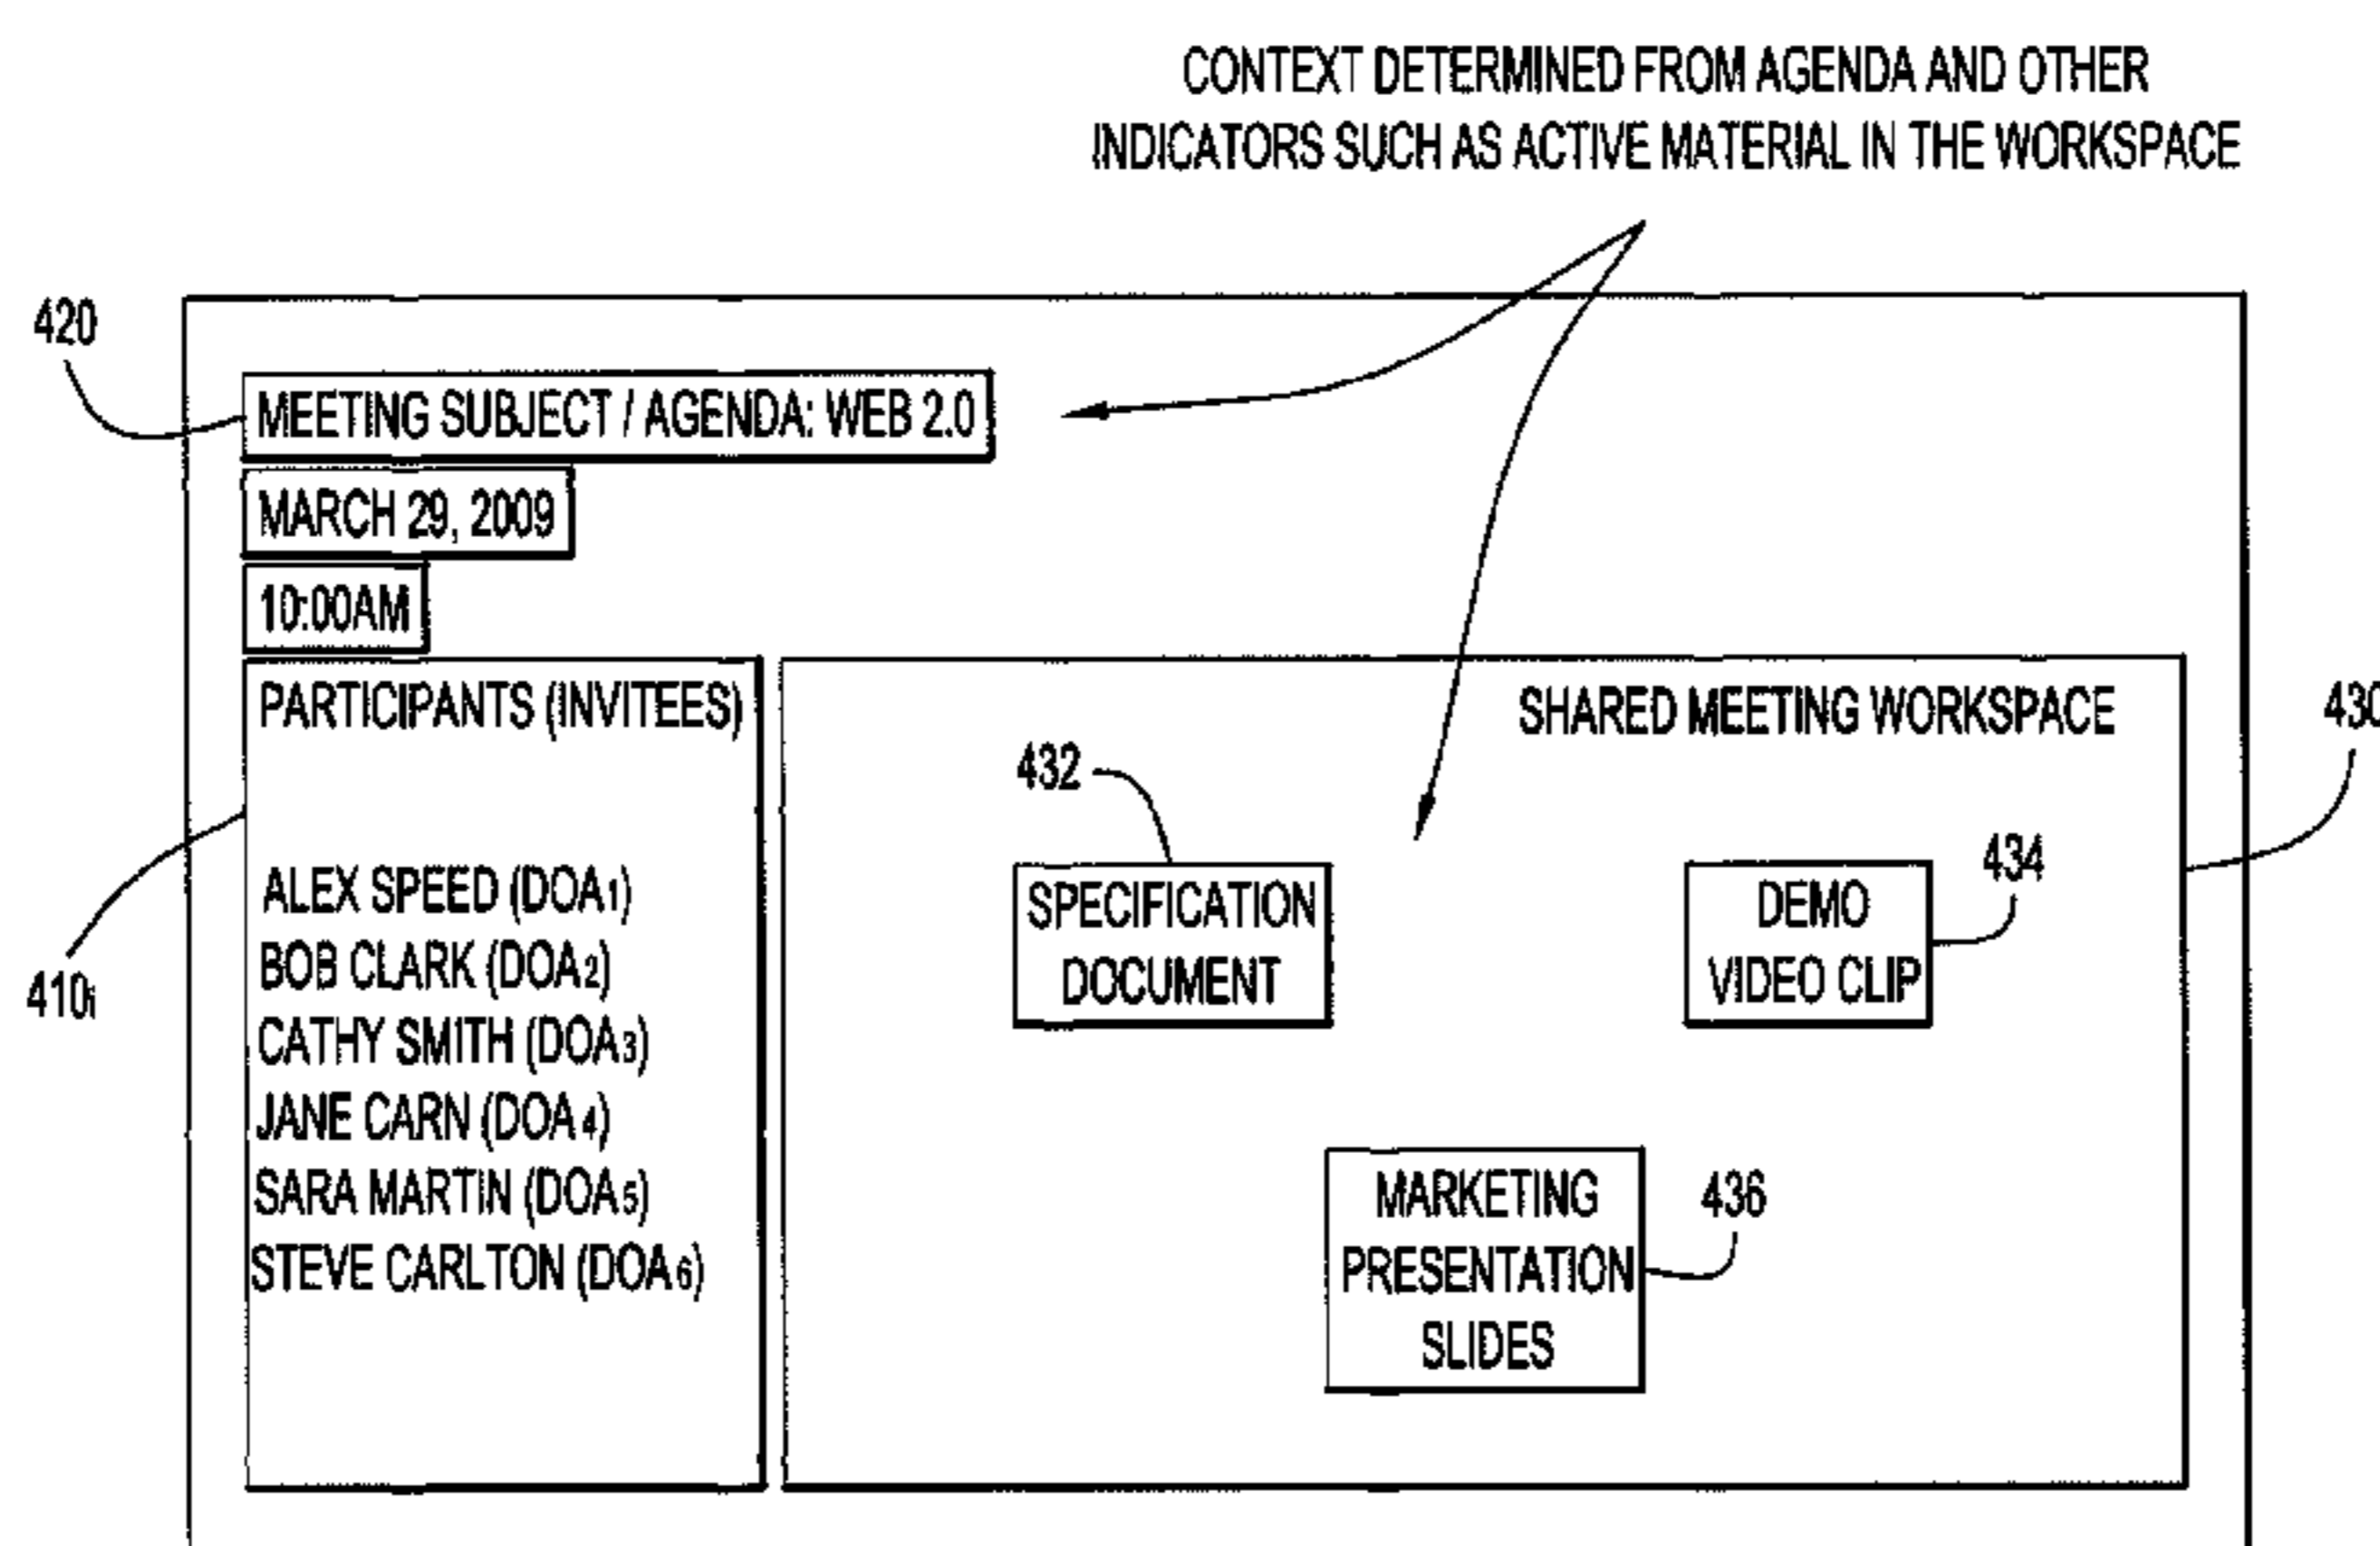 CONTEXT DETERMINED FROM AGENDA AND OTHER
INDICATORS SUCH AS ACTIVE MATERIAL IN THE WORKSPACE
420
MEETING SUBJECT / AGENDA: WEB 2.0
MARCH 29, 2009
10:00AM
PARTICIPANTS (INVITEES)
ALEX SPEED (DOA1)
BOB CLARK (DOA2)
CATHY SMITH (DOA3)
JANE CARN (DOA4)
SARA MARTIN (DOA5)
STEVE CARLTON (DOA6)
410i
SHARED MEETING WORKSPACE
430
432
SPECIFICATION
DOCUMENT
434
DEMO
VIDEO CLIP
436
MARKETING
PRESENTATION
SLIDES